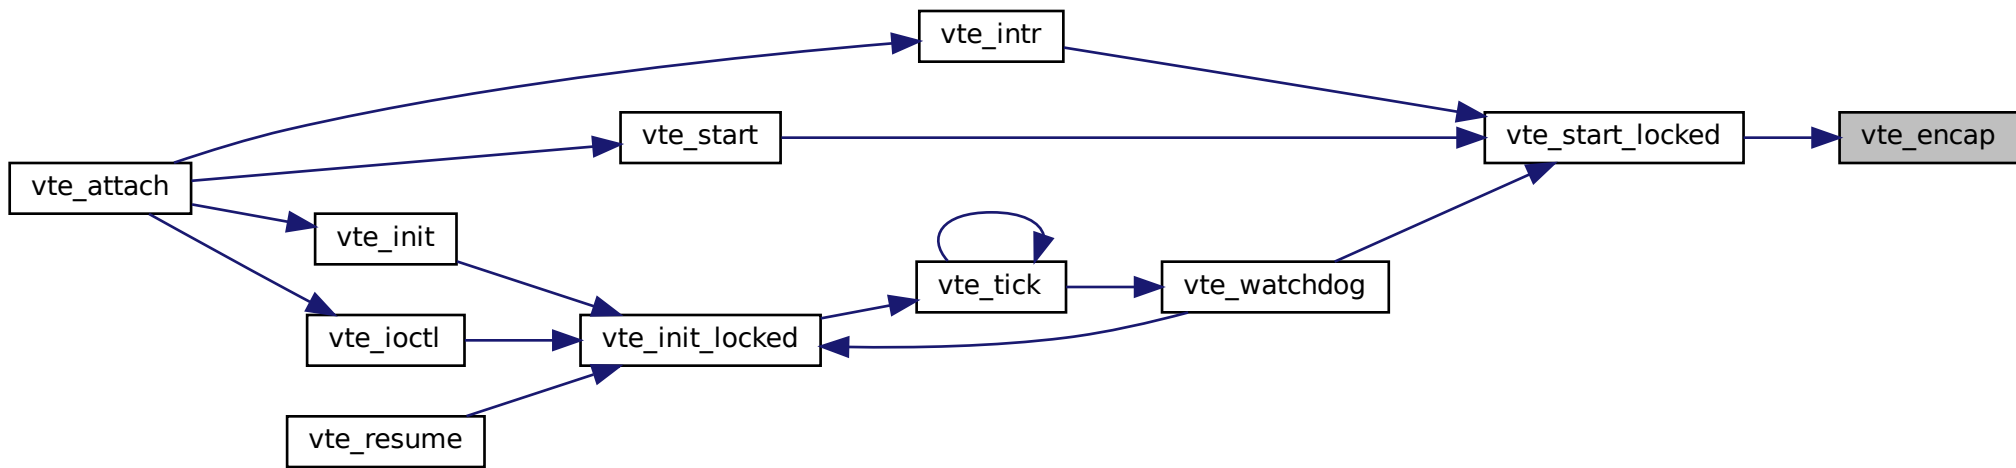 vte_intr
vte_start
vte_start_locked
vte_encap
vte_attach
vte_init
vte_tick
vte_watchdog
vte_ioctl
vte_init_locked
vte_resume